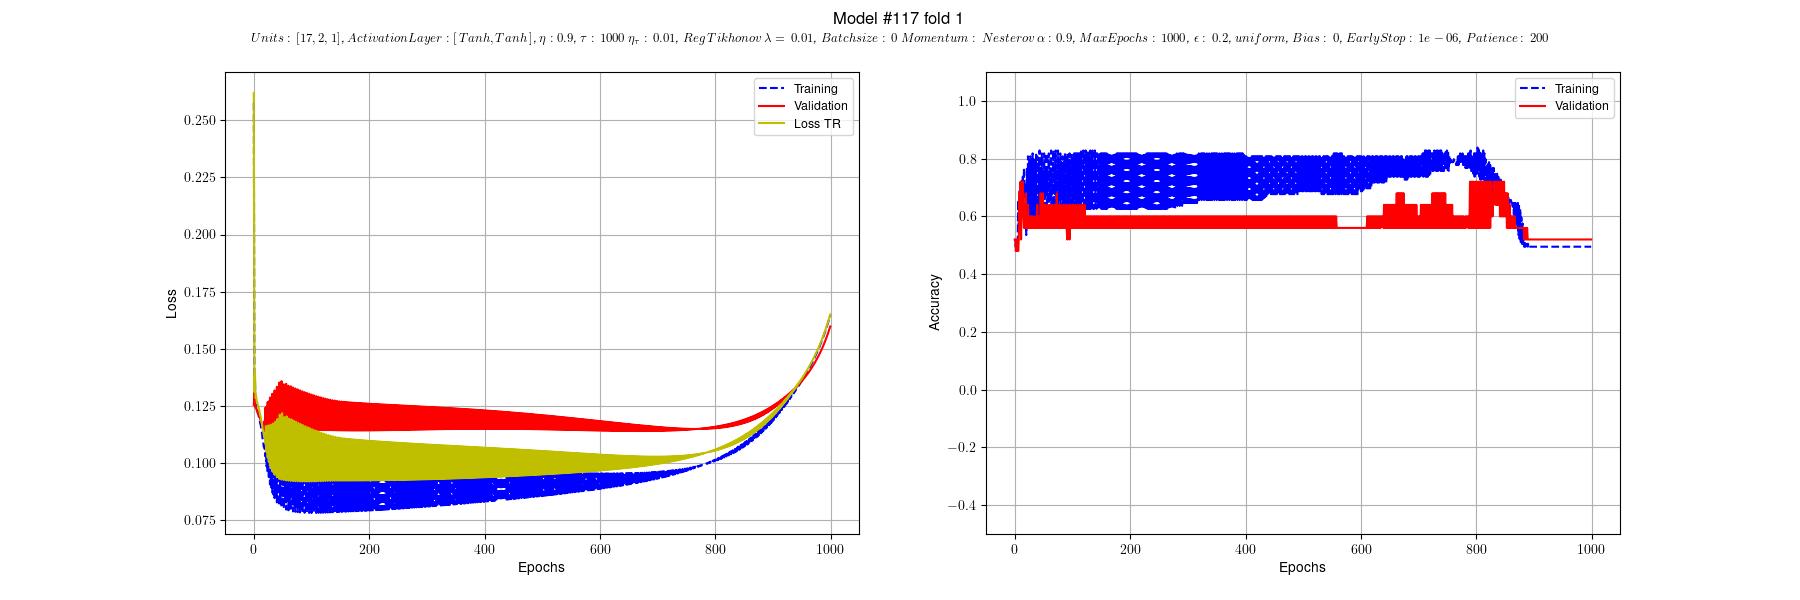 Model #117 fold 1
Units : [17, 2, 1], ActivationLayer : [Tanh, Tanh], η : 0.9, τ : 1000 ητ : 0.01, RegTikhonov λ = 0.01, Batchsize : 0 Momentum : Nesterov α : 0.9, MaxEpochs : 1000, ϵ : 0.2, uniform, Bias : 0, EarlyStop : 1e − 06, Patience : 200
Loss
0.250
0.225
0.200
0.175
0.150
0.125
0.100
0.075
0 200 400 600 800 1000
Epochs
Training
Validation
Loss TR
Accuracy
1.0
0.8
0.6
0.4
0.2
0.0
−0.2
−0.4
0 200 400 600 800 1000
Epochs
Training
Validation